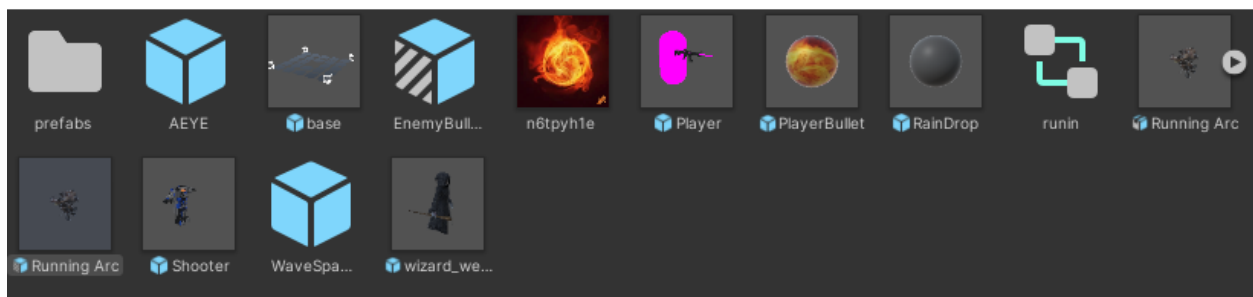 prefabs
AEYE
base
EnemyBull...
n6tpyh1e
Player
PlayerBullet
RainDrop
runin
Running Arc
Running Arc
Shooter
WaveSpa...
wizard_we...